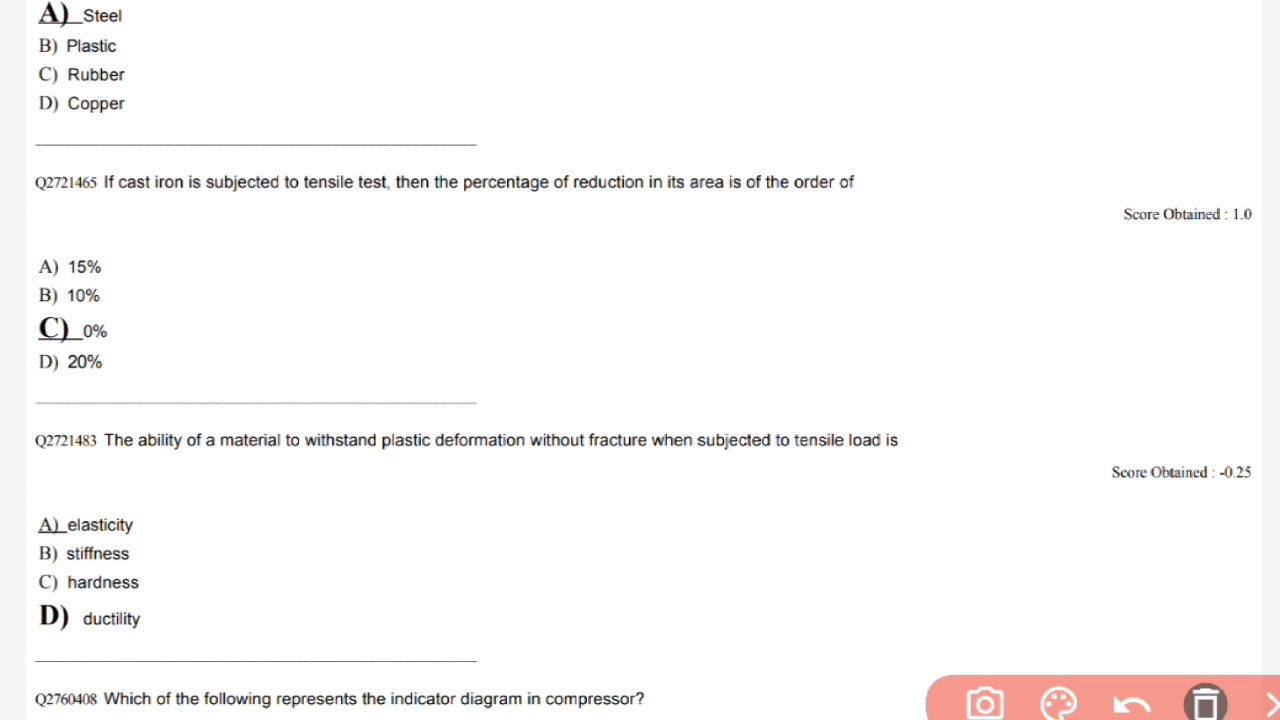 A) Steel
B) Plastic
C) Rubber
D) Copper
Q2721465 If cast iron is subjected to tensile test, then the percentage of reduction in its area is of the order of
Score Obtained : 1.0
A) 15%
B) 10%
C) 0%
D) 20%
Q2721483 The ability of a material to withstand plastic deformation without fracture when subjected to tensile load is
Score Obtained : -0.25
A) elasticity
B) stiffness
C) hardness
D) ductility
Q2760408 Which of the following represents the indicator diagram in compressor?